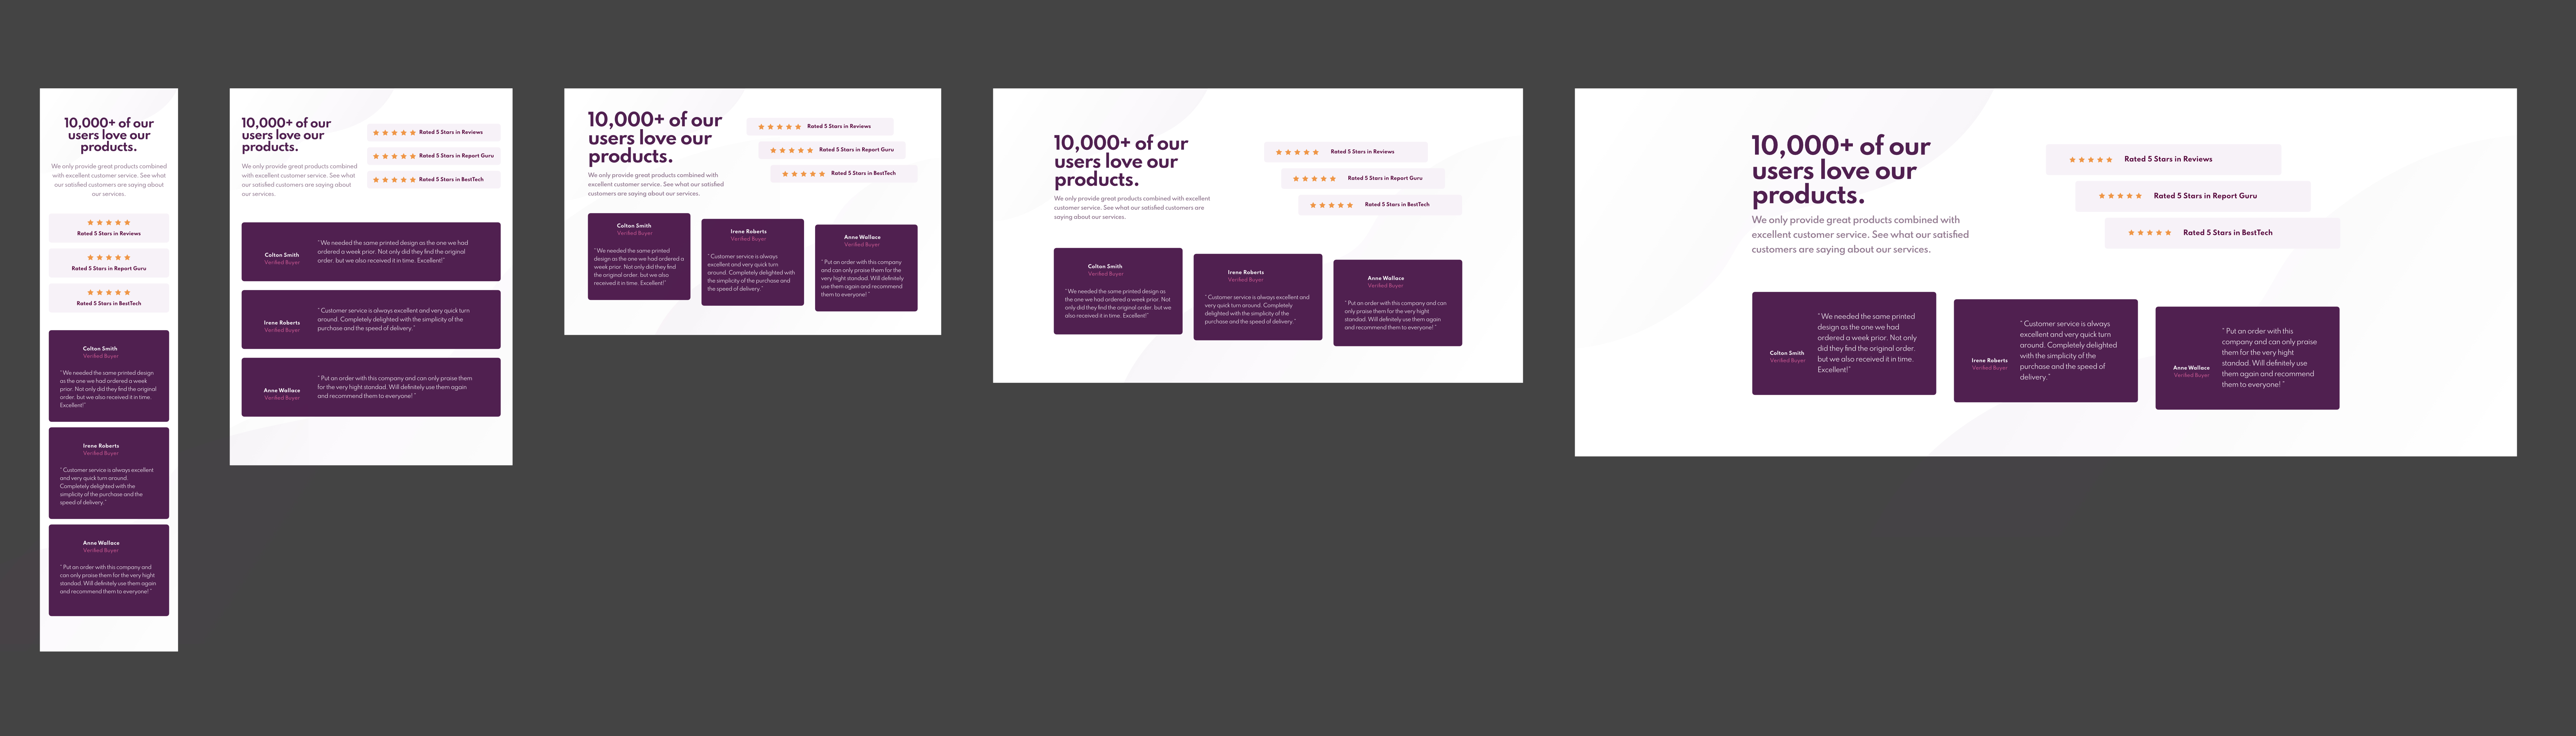 10,000+ of our
users love our
products.
We only provide great products combined
with excellent customer service. See what
our satisfied customers are saying about
our services.
Rated 5 Stars in Reviews
Rated 5 Stars in Report Guru
Rated 5 Stars in BestTech
Colton Smith
Verified Buyer
" We needed the same printed design
as the one we had ordered a week
prior. Not only did they find the original
order. but we also received it in time.
Excellent!"
Irene Roberts
Verified Buyer
" Customer service is always excellent
and very quick turn around.
Completely delighted with the
simplicity of the purchase and the
speed of delivery. "
Anne Wallace
Verified Buyer
" Put an order with this company and
can only praise them for the very hight
standad. Will definitely use them again
and recommend them to everyone! "
10,000+ of our
users love our
products.
We only provide great products combined
with excellent customer service. See what
our satisfied customers are saying about
our services.
Rated 5 Stars in Reviews
Rated 5 Stars in Report Guru
Rated 5 Stars in BestTech
Colton Smith
Verified Buyer
" We needed the same printed design as the one we had
ordered a week prior. Not only did they find the original
order. but we also received it in time. Excellent!"
Irene Roberts
Verified Buyer
" Customer service is always excellent and very quick turn
around. Completely delighted with the simplicity of the
purchase and the speed of delivery. "
Anne Wallace
Verified Buyer
" Put an order with this company and can only praise them
for the very hight standad. Will definitely use them again
and recommend them to everyone! "
10,000+ of our
users love our
products.
We only provide great products combined with
excellent customer service. See what our satisfied
customers are saying about our services.
Rated 5 Stars in Reviews
Rated 5 Stars in Report Guru
Rated 5 Stars in BestTech
Colton Smith
Verified Buyer
" We needed the same printed
design as the one we had ordered a
week prior. Not only did they find
the original order. but we also
received it in time. Excellent!"
Irene Roberts
Verified Buyer
" Customer service is always
excellent and very quick turn
around. Completely delighted with
the simplicity of the purchase and
the speed of delivery. "
Anne Wallace
Verified Buyer
" Put an order with this company
and can only praise them for the
very hight standad. Will definitely
use them again and recommend
them to everyone! "
10,000+ of our
users love our
products.
We only provide great products combined with excellent
customer service. See what our satisfied customers are
saying about our services.
Rated 5 Stars in Reviews
Rated 5 Stars in Report Guru
Rated 5 Stars in BestTech
Colton Smith
Verified Buyer
" We needed the same printed design as
the one we had ordered a week prior. Not
only did they find the original order. but we
also received it in time. Excellent!"
Irene Roberts
Verified Buyer
" Customer service is always excellent and
very quick turn around. Completely
delighted with the simplicity of the
purchase and the speed of delivery. "
Anne Wallace
Verified Buyer
" Put an order with this company and can
only praise them for the very hight
standad. Will definitely use them again
and recommend them to everyone! "
10,000+ of our
users love our
products.
We only provide great products combined with
excellent customer service. See what our satisfied
customers are saying about our services.
Rated 5 Stars in Reviews
Rated 5 Stars in Report Guru
Rated 5 Stars in BestTech
Colton Smith
Verified Buyer
" We needed the same printed
design as the one we had
ordered a week prior. Not only
did they find the original order.
but we also received it in time.
Excellent!"
Irene Roberts
Verified Buyer
" Customer service is always
excellent and very quick turn
around. Completely delighted
with the simplicity of the
purchase and the speed of
delivery. "
Anne Wallace
Verified Buyer
" Put an order with this
company and can only praise
them for the very hight
standad. Will definitely use
them again and recommend
them to everyone! "